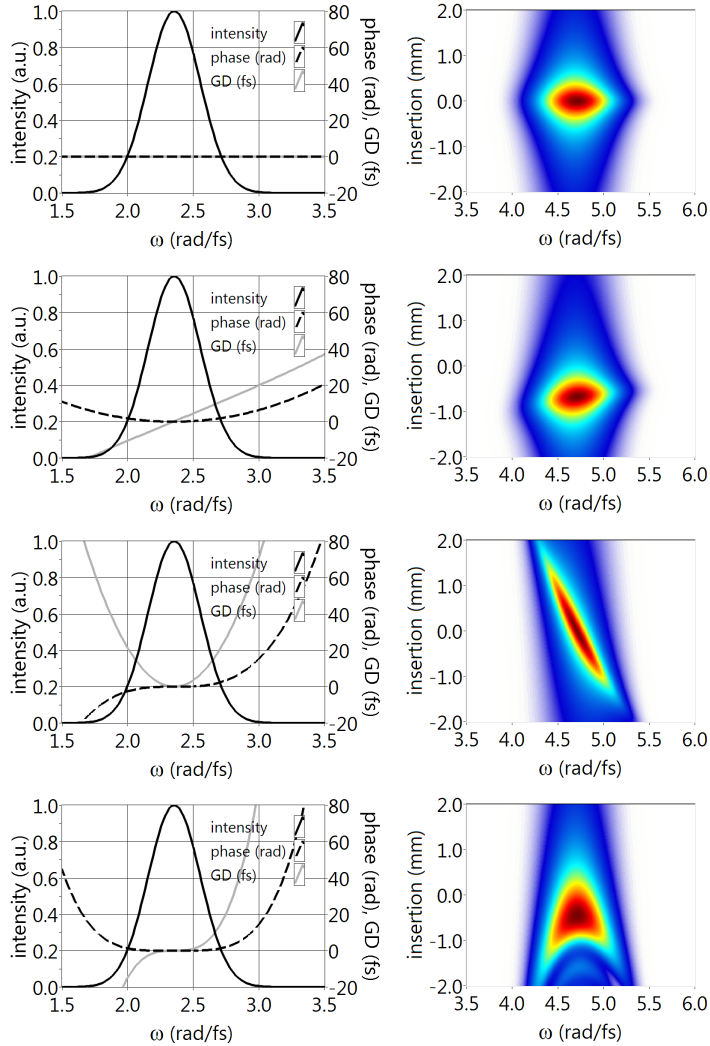 intensity (a.u.)
1.0
0.8
0.6
0.4
0.2
0.0
intensity
phase (rad)
GD (fs)
80
60
40
20
0
-20
phase (rad), GD (fs)
1.5 2.0 2.5 3.0 3.5
ω (rad/fs)
insertion (mm)
2.0
1.0
0.0
-1.0
-2.0
3.5 4.0 4.5 5.0 5.5 6.0
ω (rad/fs)
intensity (a.u.)
1.0
0.8
0.6
0.4
0.2
0.0
intensity
phase (rad)
GD (fs)
80
60
40
20
0
-20
phase (rad), GD (fs)
1.5 2.0 2.5 3.0 3.5
ω (rad/fs)
insertion (mm)
2.0
1.0
0.0
-1.0
-2.0
3.5 4.0 4.5 5.0 5.5 6.0
ω (rad/fs)
intensity (a.u.)
1.0
0.8
0.6
0.4
0.2
0.0
intensity
phase (rad)
GD (fs)
80
60
40
20
0
-20
phase (rad), GD (fs)
1.5 2.0 2.5 3.0 3.5
ω (rad/fs)
insertion (mm)
2.0
1.0
0.0
-1.0
-2.0
3.5 4.0 4.5 5.0 5.5 6.0
ω (rad/fs)
intensity (a.u.)
1.0
0.8
0.6
0.4
0.2
0.0
intensity
phase (rad)
GD (fs)
80
60
40
20
0
-20
phase (rad), GD (fs)
1.5 2.0 2.5 3.0 3.5
ω (rad/fs)
insertion (mm)
2.0
1.0
0.0
-1.0
-2.0
3.5 4.0 4.5 5.0 5.5 6.0
ω (rad/fs)